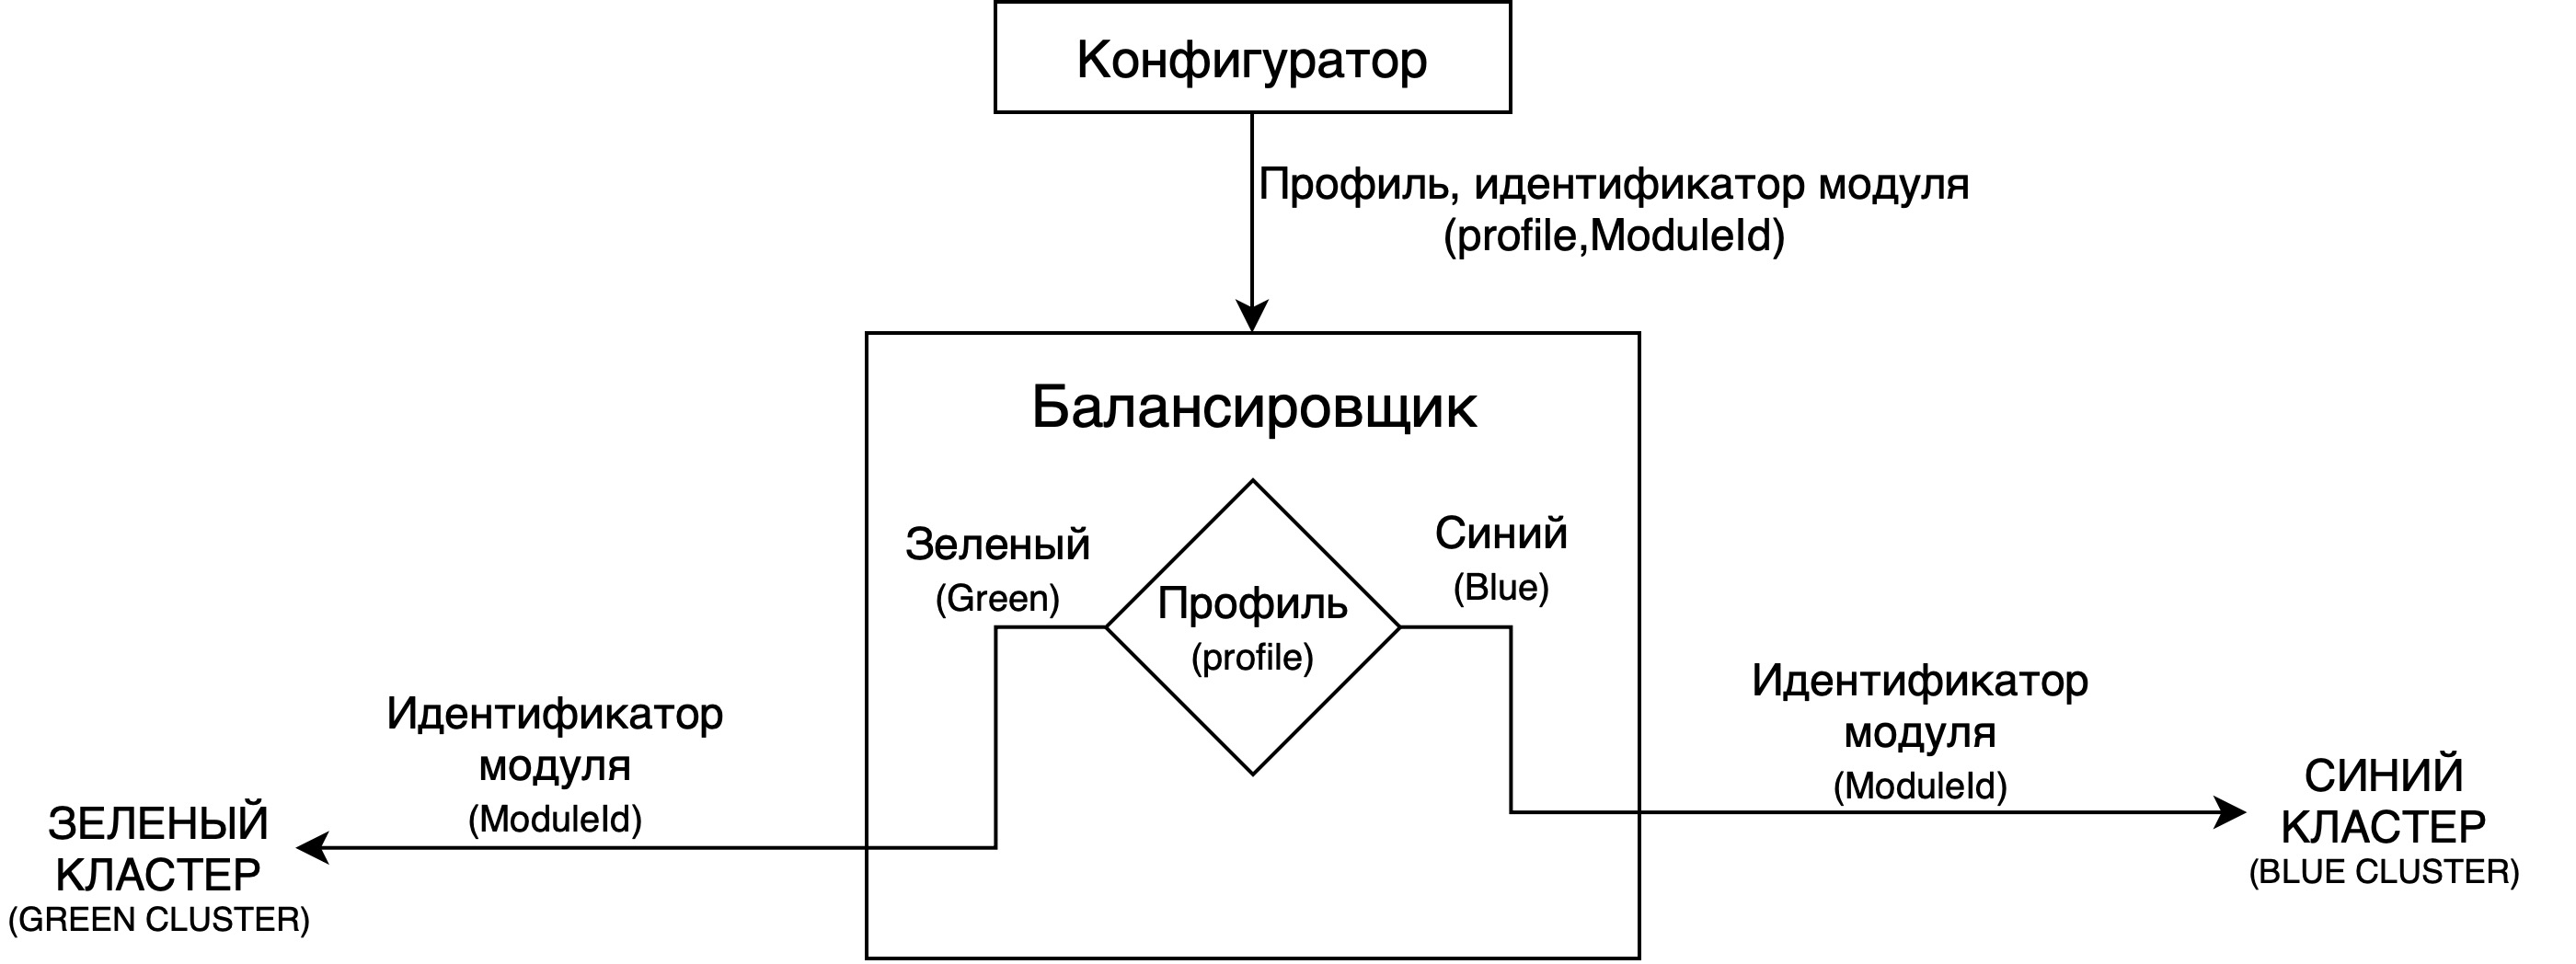 Конфигуратор
Профиль, идентификатор модуля
(profile,ModuleId)
Балансировщик
Зеленый
(Green)
Синий
(Blue)
Профиль
(profile)
Идентификатор
модуля
(ModuleId)
Идентификатор
модуля
(ModuleId)
ЗЕЛЕНЫЙ
КЛАСТЕР
(GREEN CLUSTER)
СИНИЙ
КЛАСТЕР
(BLUE CLUSTER)